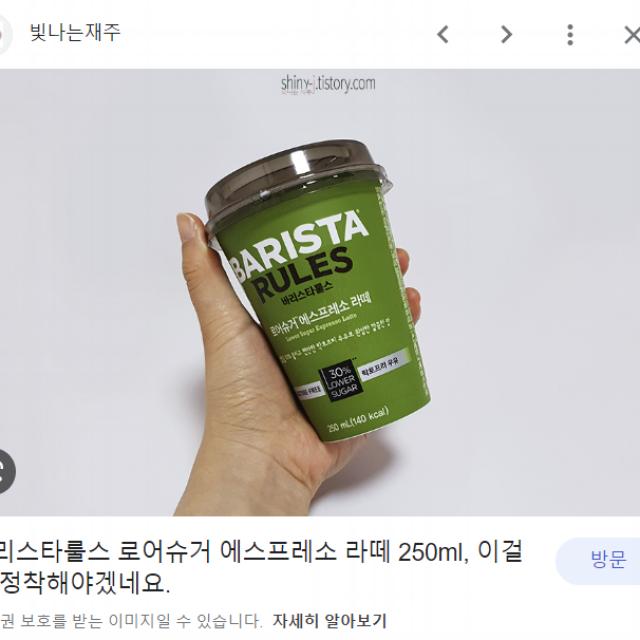 빛나는재주
shiny-j.tistory.com
BARISTA
RULES
바리스타룰스
로어슈거 에스프레소 라떼
Lower Sugar Espresso Latte
30%
LOWER
SUGAR
락토프리 우유
250 mL(140 kcal)
리스타룰스 로어슈거 에스프레소 라떼 250ml, 이걸
정착해야겠네요.
권 보호를 받는 이미지일 수 있습니다. 자세히 알아보기
방문